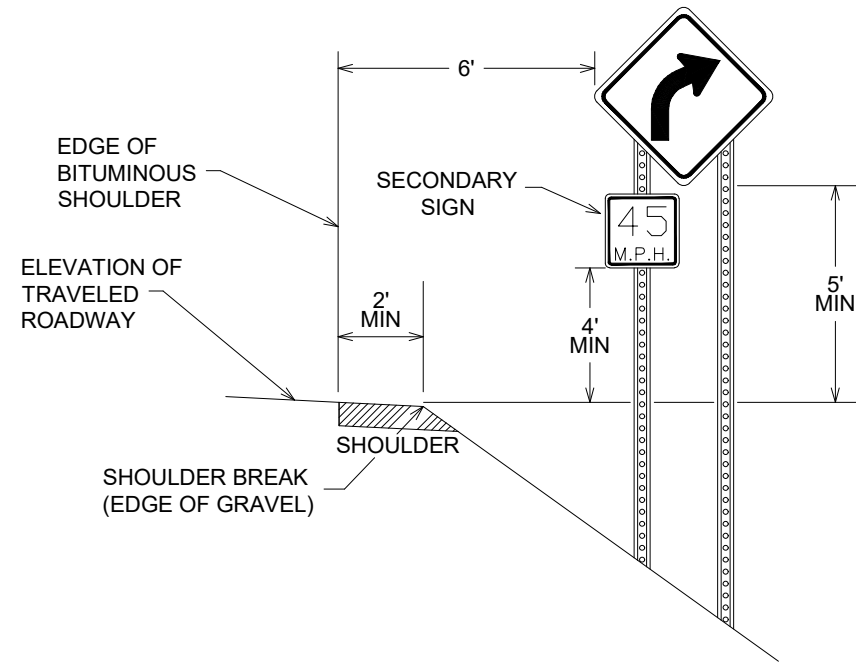 6'
EDGE OF
BITUMINOUS
SHOULDER
SECONDARY
SIGN
45
M.P.H.
ELEVATION OF
TRAVELED
ROADWAY
2'
MIN
4'
MIN
5'
MIN
SHOULDER
SHOULDER BREAK
(EDGE OF GRAVEL)